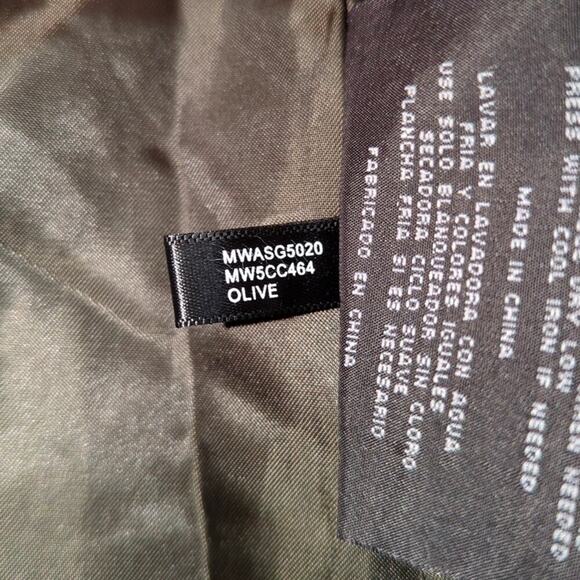 MWASG5020
MW5CC464
OLIVE
PRESS WITH COOL IRON IF NEEDED
MADE IN CHINA
LAVAR EN LAVADORA CON AGUA
FRIA Y COLORES IGUALES
USE SOLO BLANQUEADOR SIN CLORO
SECADORA CICLO SUAVE
PLANCHA FRIA SI ES NECESARIO
FABRICADO EN CHINA